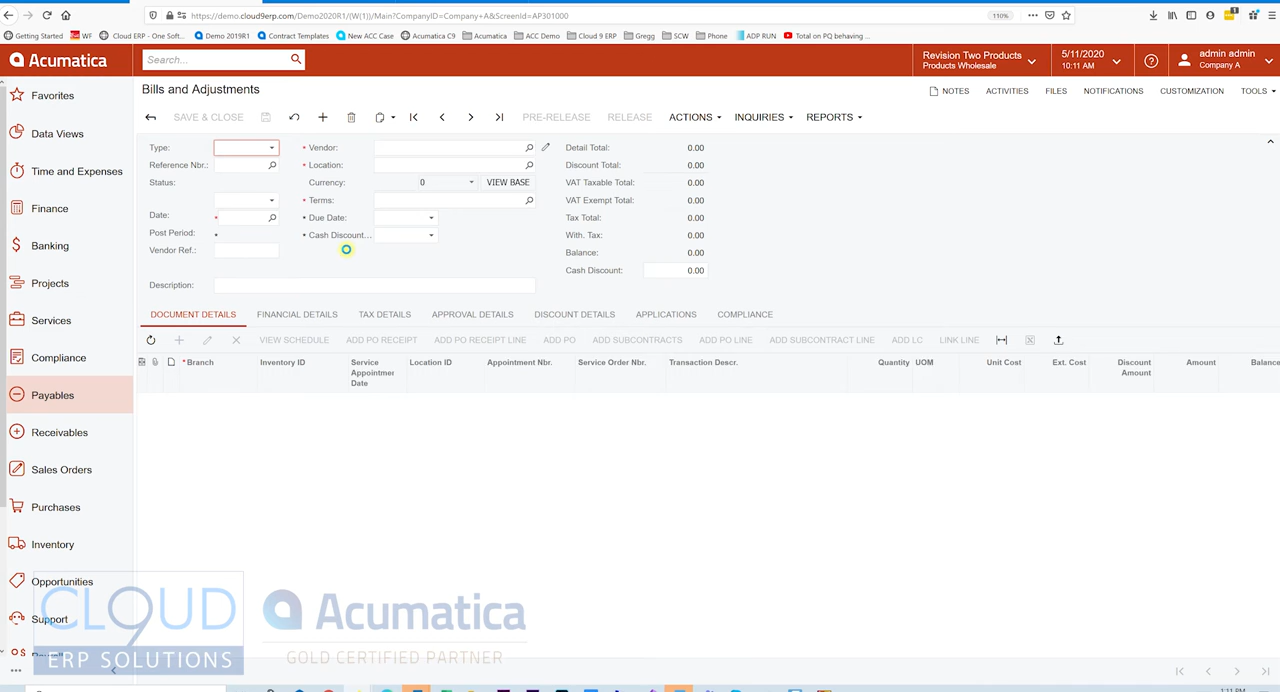 https://demo.cloud9erp.com/Demo2020R1/(W(1))/Main?CompanyID=Company+A&ScreenId=AP301000
110%
Getting Started WF Cloud ERP - One Soft... Demo 2019R1 Contract Templates New ACC Case Acumatica C9 Acumatica ACC Demo Cloud 9 ERP Gregg SCW Phone ADP RUN Total on PQ behaving ...
Acumatica
Search...
Revision Two Products
Products Wholesale
5/11/2020
10:11 AM
admin admin
Company A
Favorites
Data Views
Time and Expenses
Finance
Banking
Projects
Services
Compliance
Payables
Receivables
Sales Orders
Purchases
Inventory
Opportunities
Support
Bills and Adjustments
NOTES ACTIVITIES FILES NOTIFICATIONS CUSTOMIZATION TOOLS
SAVE & CLOSE PRE-RELEASE RELEASE ACTIONS INQUIRIES REPORTS
Type:
Reference Nbr.:
Status:
Date:
Post Period:
Vendor Ref.:
Description:
* Vendor:
* Location:
Currency: 0 VIEW BASE
* Terms:
* Due Date:
* Cash Discount...
Detail Total: 0.00
Discount Total: 0.00
VAT Taxable Total: 0.00
VAT Exempt Total: 0.00
Tax Total: 0.00
With. Tax: 0.00
Balance: 0.00
Cash Discount: 0.00
DOCUMENT DETAILS FINANCIAL DETAILS TAX DETAILS APPROVAL DETAILS DISCOUNT DETAILS APPLICATIONS COMPLIANCE
VIEW SCHEDULE ADD PO RECEIPT ADD PO RECEIPT LINE ADD PO ADD SUBCONTRACTS ADD PO LINE ADD SUBCONTRACT LINE ADD LC LINK LINE
* Branch Inventory ID Service Appointmer Date Location ID Appointment Nbr. Service Order Nbr. Transaction Descr. Quantity UOM Unit Cost Ext. Cost Discount Amount Amount Balance
CLOUD 9
ERP SOLUTIONS
Acumatica
GOLD CERTIFIED PARTNER
1:11 PM